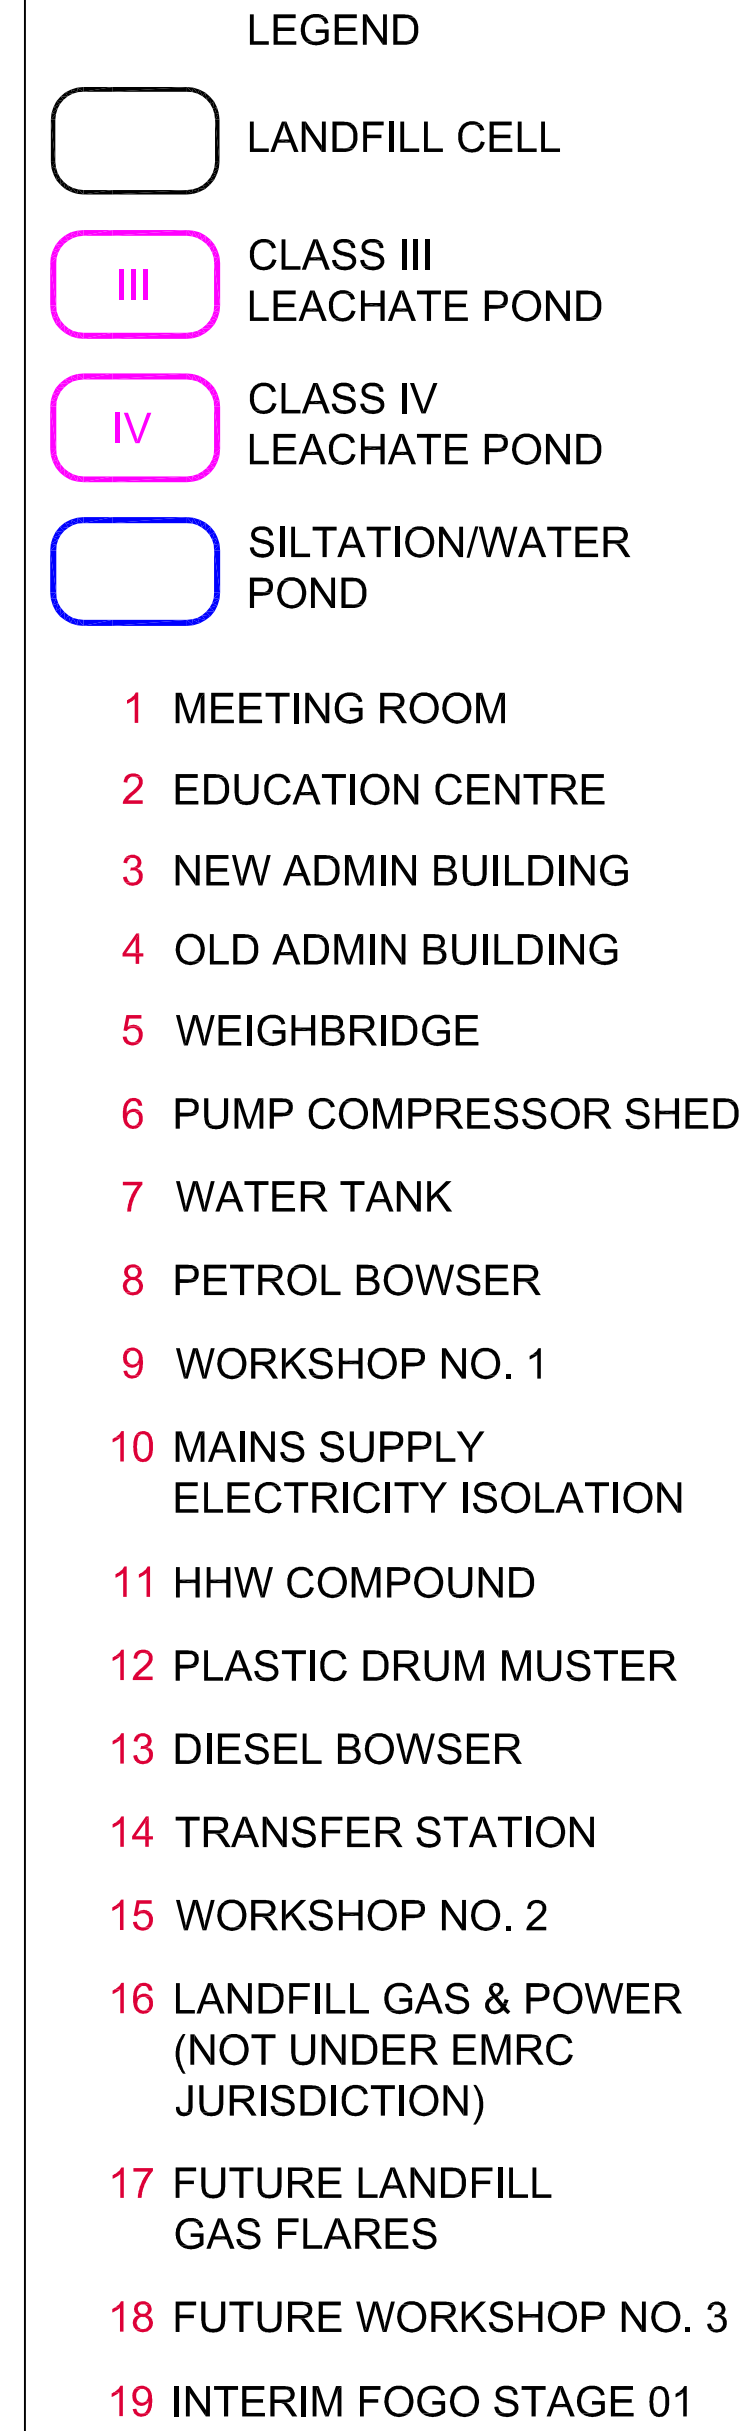 LEGEND
LANDFILL CELL
III
CLASS III
LEACHATE POND
IV
CLASS IV
LEACHATE POND
SILTATION/WATER
POND
1 MEETING ROOM
2 EDUCATION CENTRE
3 NEW ADMIN BUILDING
4 OLD ADMIN BUILDING
5 WEIGHBRIDGE
6 PUMP COMPRESSOR SHED
7 WATER TANK
8 PETROL BOWSER
9 WORKSHOP NO. 1
10 MAINS SUPPLY
ELECTRICITY ISOLATION
11 HHW COMPOUND
12 PLASTIC DRUM MUSTER
13 DIESEL BOWSER
14 TRANSFER STATION
15 WORKSHOP NO. 2
16 LANDFILL GAS & POWER
(NOT UNDER EMRC
JURISDICTION)
17 FUTURE LANDFILL
GAS FLARES
18 FUTURE WORKSHOP NO. 3
19 INTERIM FOGO STAGE 01